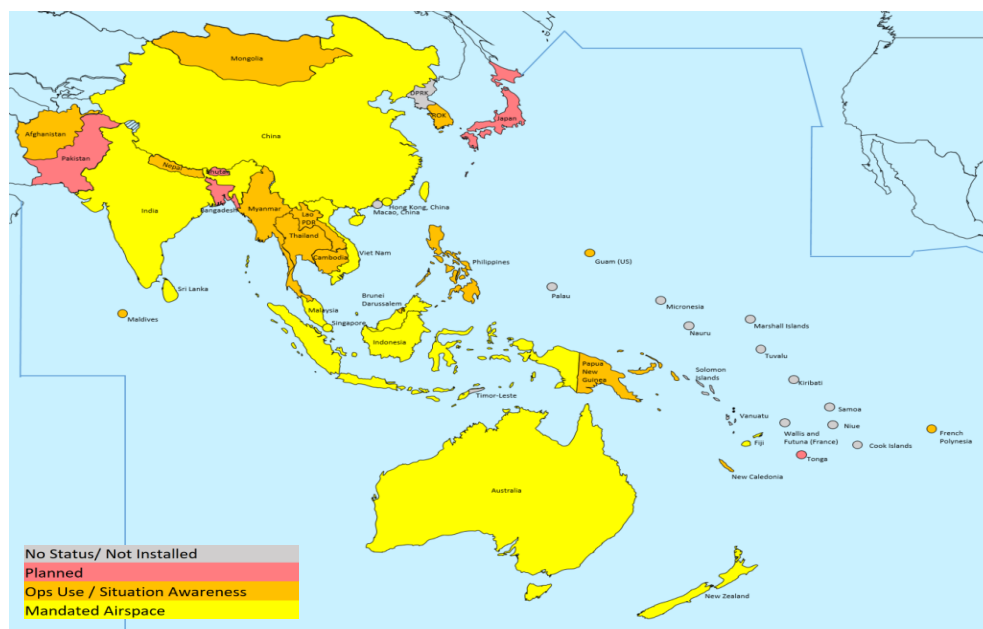 Mongolia
DPRK
ROK
Japan
Afghanistan
Pakistan
China
Nepal
Bhutan
India
Bangladesh
Myanmar
Lao
PDR
Hong Kong, China
Macao, China
Thailand
Cambodia
Viet Nam
Philippines
Guam (US)
Sri Lanka
Maldives
Malaysia
Singapore
Brunei
Darussalem
Indonesia
Palau
Micronesia
Nauru
Marshall Islands
Tuvalu
Kiribati
Papua
New
Guinea
Solomon
Islands
Timor-Leste
Vanuatu
Samoa
Niue
Wallis and
Futuna (France)
Cook Islands
French
Polynesia
Fiji
Tonga
New Caledonia
Australia
New Zealand
No Status/ Not Installed
Planned
Ops Use / Situation Awareness
Mandated Airspace